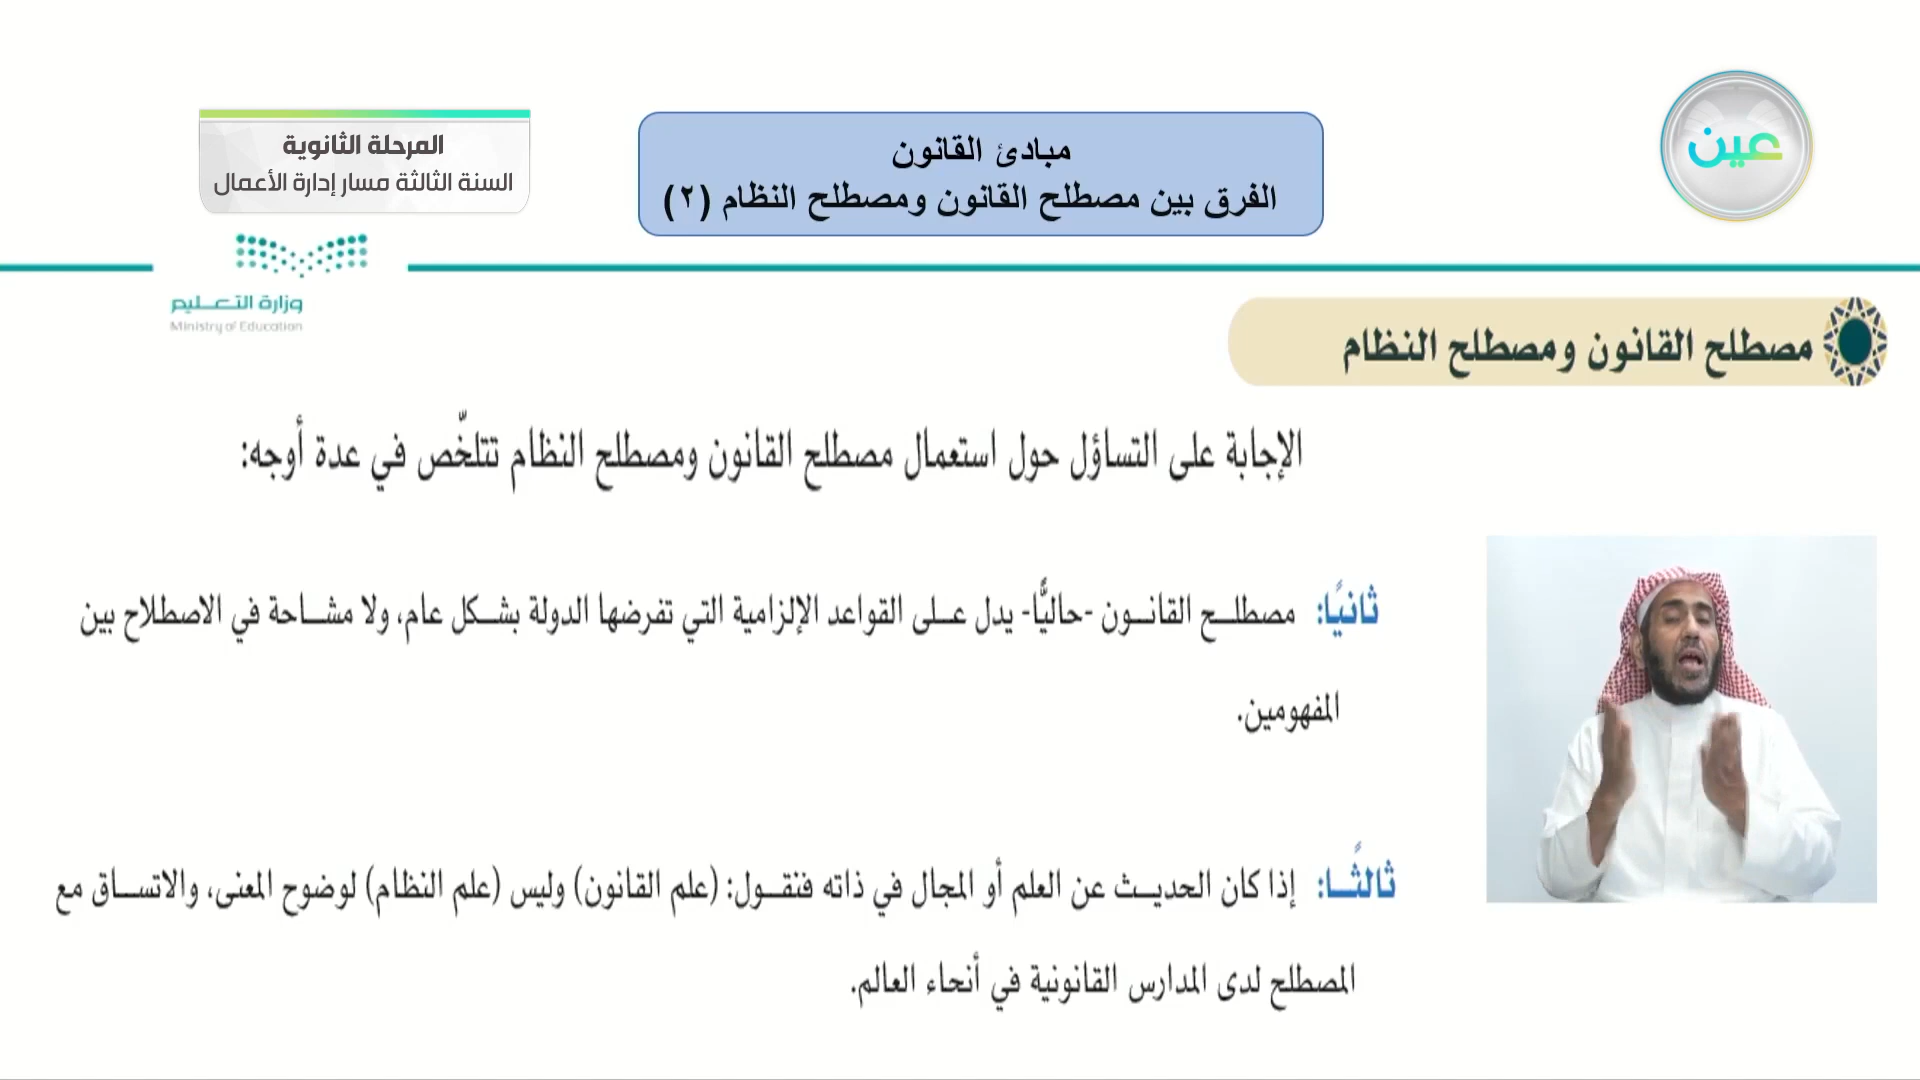 عين
مبادئ القانون
الفرق بين مصطلح القانون ومصطلح النظام (٢)
المرحلة الثانوية
السنة الثالثة مسار إدارة الأعمال
وزارة التعليم
Ministry of Education
مصطلح القانون ومصطلح النظام
الإجابة على التساؤل حول استعمال مصطلح القانون ومصطلح النظام تتلخّص في عدة أوجه:
ثانيًا: مصطلح القانون -حاليًّا- يدل على القواعد الإلزامية التي تفرضها الدولة بشكل عام، ولا مشاحة في الاصطلاح بين
المفهومين.
ثالثًا: إذا كان الحديث عن العلم أو المجال في ذاته فنقول: (علم القانون) وليس (علم النظام) لوضوح المعنى، والاتساق مع
المصطلح لدى المدارس القانونية في أنحاء العالم.